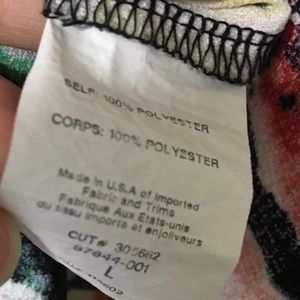 SELF: 100% POLYESTER
CORPS: 100% POLYESTER
Made in U.S.A of Imported
Fabric and Trims
Fabrique Aux Etats-unis
du tissu importe et enjoliveurs
CUT# 305662
07644-001
L